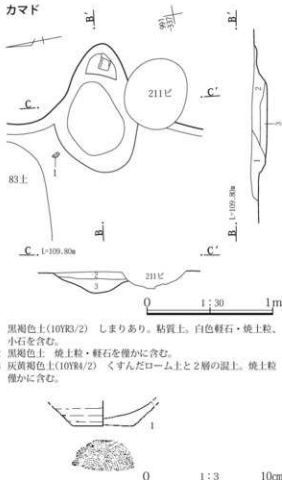 カマド
B'
B'
991
-337
211ピ
C
C'
2
3
1
1
83土
B
B
L=109.80m
C L=109.80m
C'
2
211ピ
3
0 1:30 1m
黒褐色土(10YR3/2) しまりあり。粘質土。白色軽石・焼土粒、
小石を含む。
黒褐色土 焼土粒・軽石を僅かに含む。
灰黄褐色土(10YR4/2) くすんだローム土と2層の混土。焼土粒
僅かに含む。
1
0 1:3 10cm